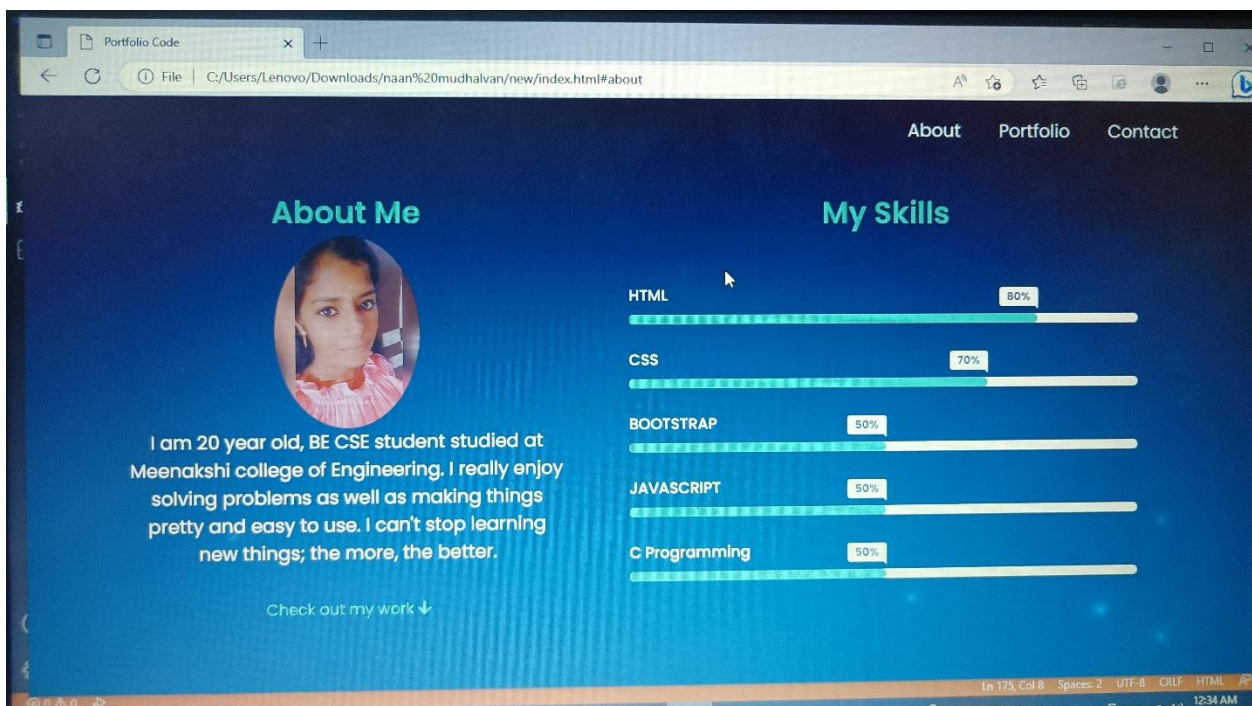 Portfolio Code
File | C:/Users/Lenovo/Downloads/naan%20mudhalvan/new/index.html#about
About Portfolio Contact
About Me
I am 20 year old, BE CSE student studied at
Meenakshi college of Engineering. I really enjoy
solving problems as well as making things
pretty and easy to use. I can't stop learning
new things; the more, the better.
Check out my work
My Skills
HTML 80%
CSS 70%
BOOTSTRAP 50%
JAVASCRIPT 50%
C Programming 50%
Ln 175, Col 8 Spaces: 2 UTF-8 CRLF HTML
12:34 AM